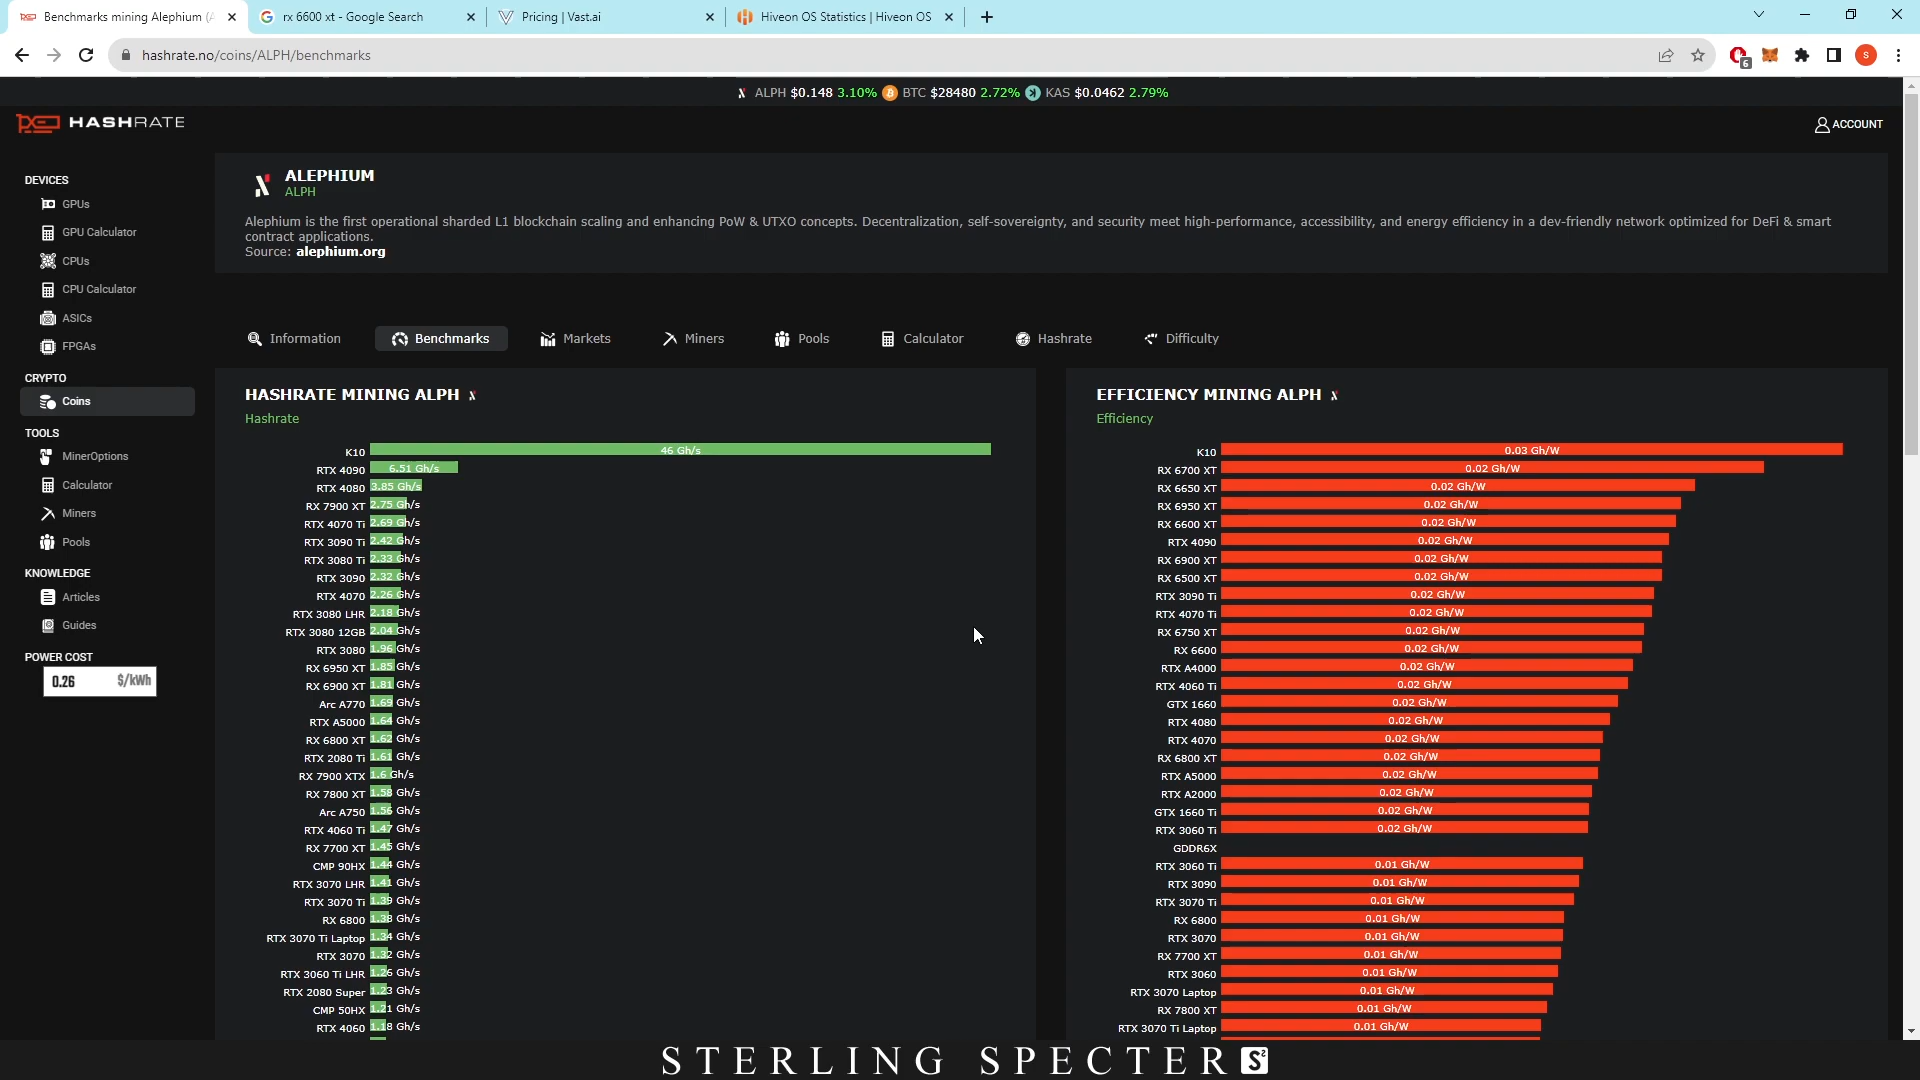 Benchmarks mining Alephium (A
rx 6600 xt - Google Search
Pricing | Vast.ai
Hiveon OS Statistics | Hiveon OS
hashrate.no/coins/ALPH/benchmarks
6
S
ALPH $0.148 3.10% BTC $28480 2.72% KAS $0.0462 2.79%
HASHRATE
ACCOUNT
DEVICES
GPUs
GPU Calculator
CPUs
CPU Calculator
ASICs
FPGAs
CRYPTO
Coins
TOOLS
MinerOptions
Calculator
Miners
Pools
KNOWLEDGE
Articles
Guides
POWER COST
0.26 $/kWh
ALEPHIUM
ALPH
Alephium is the first operational sharded L1 blockchain scaling and enhancing PoW & UTXO concepts. Decentralization, self-sovereignty, and security meet high-performance, accessibility, and energy efficiency in a dev-friendly network optimized for DeFi & smart
contract applications.
Source: alephium.org
Information Benchmarks Markets Miners Pools Calculator Hashrate Difficulty
HASHRATE MINING ALPH
Hashrate
K10 46 Gh/s
RTX 4090 6.51 Gh/s
RTX 4080 3.85 Gh/s
RX 7900 XT 2.75 Gh/s
RTX 4070 Ti 2.69 Gh/s
RTX 3090 Ti 2.42 Gh/s
RTX 3080 Ti 2.33 Gh/s
RTX 3090 2.32 Gh/s
RTX 4070 2.26 Gh/s
RTX 3080 LHR 2.18 Gh/s
RTX 3080 12GB 2.04 Gh/s
RTX 3080 1.96 Gh/s
RX 6950 XT 1.85 Gh/s
RX 6900 XT 1.81 Gh/s
Arc A770 1.69 Gh/s
RTX A5000 1.64 Gh/s
RX 6800 XT 1.62 Gh/s
RTX 2080 Ti 1.61 Gh/s
RX 7900 XTX 1.6 Gh/s
RX 7800 XT 1.58 Gh/s
Arc A750 1.56 Gh/s
RTX 4060 Ti 1.47 Gh/s
RX 7700 XT 1.45 Gh/s
CMP 90HX 1.44 Gh/s
RTX 3070 LHR 1.41 Gh/s
RTX 3070 Ti 1.39 Gh/s
RX 6800 1.38 Gh/s
RTX 3070 Ti Laptop 1.34 Gh/s
RTX 3070 1.32 Gh/s
RTX 3060 Ti LHR 1.26 Gh/s
RTX 2080 Super 1.23 Gh/s
CMP 50HX 1.21 Gh/s
RTX 4060 1.18 Gh/s
EFFICIENCY MINING ALPH
Efficiency
K10 0.03 Gh/W
RX 6700 XT 0.02 Gh/W
RX 6650 XT 0.02 Gh/W
RX 6950 XT 0.02 Gh/W
RX 6600 XT 0.02 Gh/W
RTX 4090 0.02 Gh/W
RX 6900 XT 0.02 Gh/W
RX 6500 XT 0.02 Gh/W
RTX 3090 Ti 0.02 Gh/W
RTX 4070 Ti 0.02 Gh/W
RX 6750 XT 0.02 Gh/W
RX 6600 0.02 Gh/W
RTX A4000 0.02 Gh/W
RTX 4060 Ti 0.02 Gh/W
GTX 1660 0.02 Gh/W
RTX 4080 0.02 Gh/W
RTX 4070 0.02 Gh/W
RX 6800 XT 0.02 Gh/W
RTX A5000 0.02 Gh/W
RTX A2000 0.02 Gh/W
GTX 1660 Ti 0.02 Gh/W
RTX 3060 Ti 0.02 Gh/W
GDDR6X
RTX 3060 Ti 0.01 Gh/W
RTX 3090 0.01 Gh/W
RTX 3070 Ti 0.01 Gh/W
RX 6800 0.01 Gh/W
RTX 3070 0.01 Gh/W
RX 7700 XT 0.01 Gh/W
RTX 3060 0.01 Gh/W
RTX 3070 Laptop 0.01 Gh/W
RX 7800 XT 0.01 Gh/W
RTX 3070 Ti Laptop 0.01 Gh/W
STERLING SPECTER S²